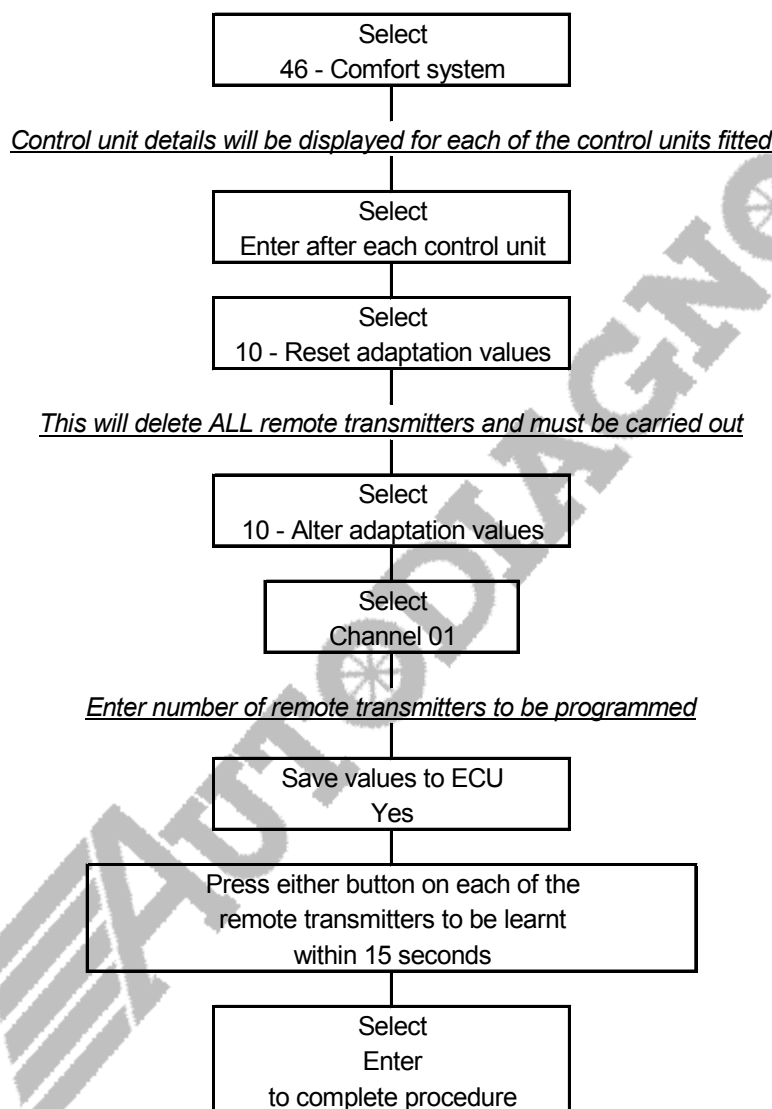 Select
46 - Comfort system
Control unit details will be displayed for each of the control units fitted
Select
Enter after each control unit
Select
10 - Reset adaptation values
This will delete ALL remote transmitters and must be carried out
Select
10 - Alter adaptation values
Select
Channel 01
Enter number of remote transmitters to be programmed
Save values to ECU
Yes
Press either button on each of the
remote transmitters to be learnt
within 15 seconds
Select
Enter
to complete procedure
AUTODIAGNO